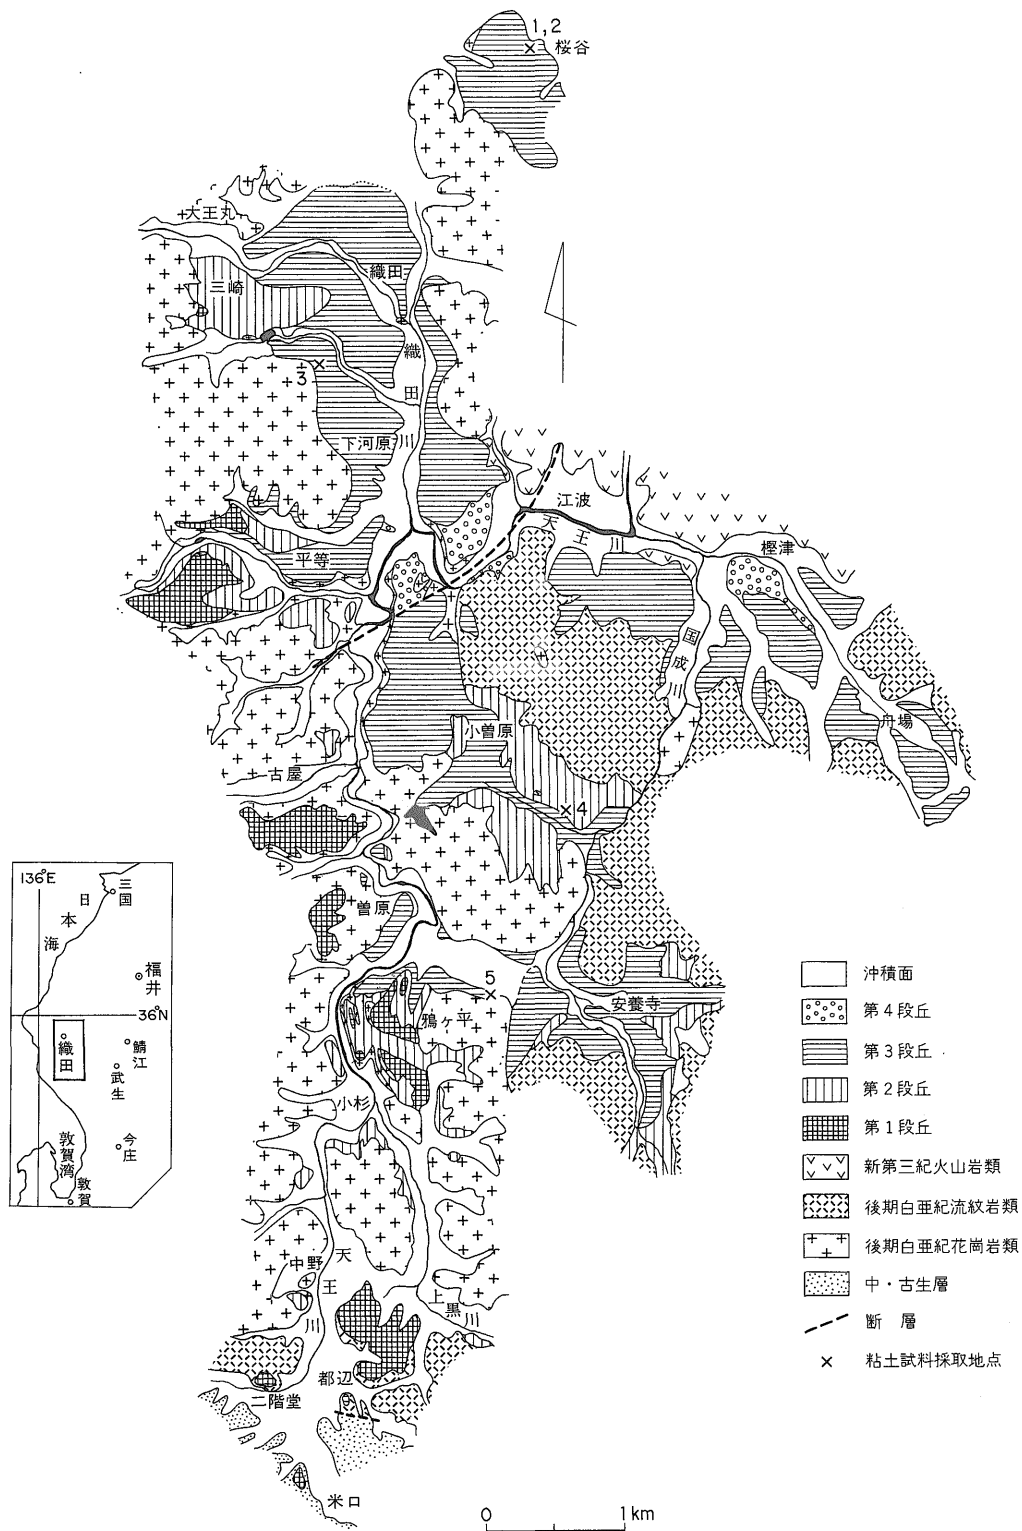 1,2
桜谷
大王丸
織田
三崎
3
織田川
下河原
江波
天王川
樫津
平等
国成川
小曽原
舟場
古屋
4
曽原
5
鴉ヶ平
安養寺
小杉
中野
天王川
上黒川
都辺
二階堂
米口
136°E
日本海
三国
福井
36°N
織田
鯖江
武生
今庄
敦賀湾
敦賀
沖積面
第4段丘
第3段丘
第2段丘
第1段丘
新第三紀火山岩類
後期白亜紀流紋岩類
後期白亜紀花崗岩類
中・古生層
断層
粘土試料採取地点
0 1km